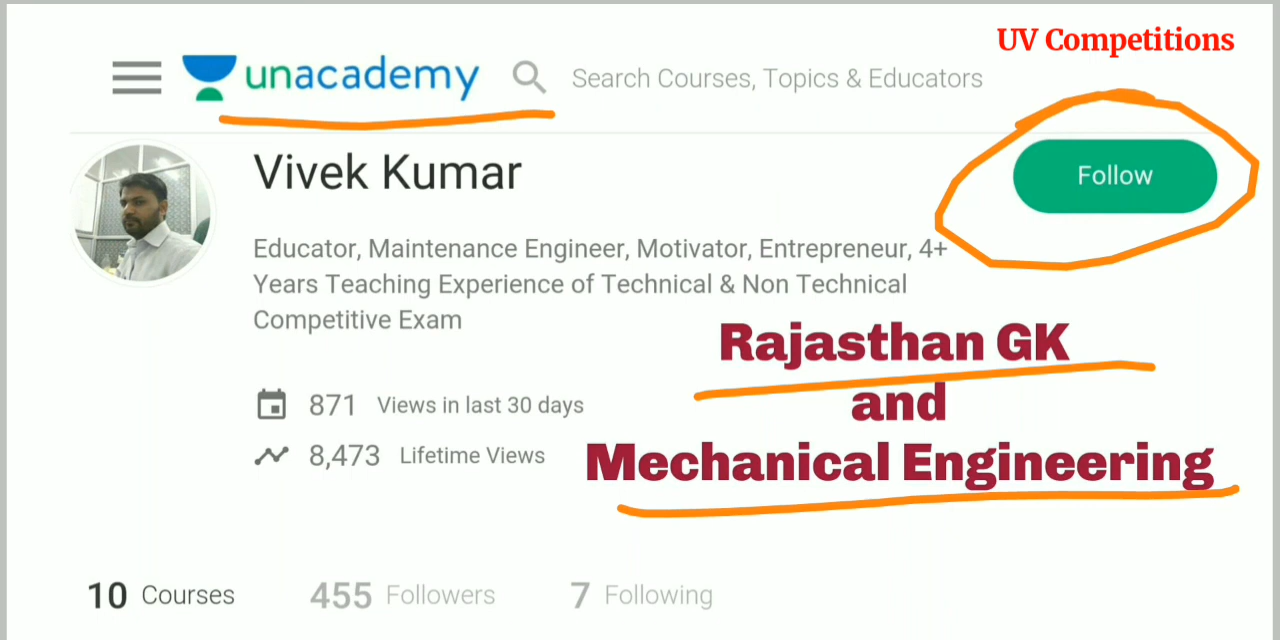 UV Competitions
unacademy Search Courses, Topics & Educators
Vivek Kumar
Follow
Educator, Maintenance Engineer, Motivator, Entrepreneur, 4+
Years Teaching Experience of Technical & Non Technical
Competitive Exam
Rajasthan GK
and
Mechanical Engineering
871 Views in last 30 days
8,473 Lifetime Views
10 Courses 455 Followers 7 Following